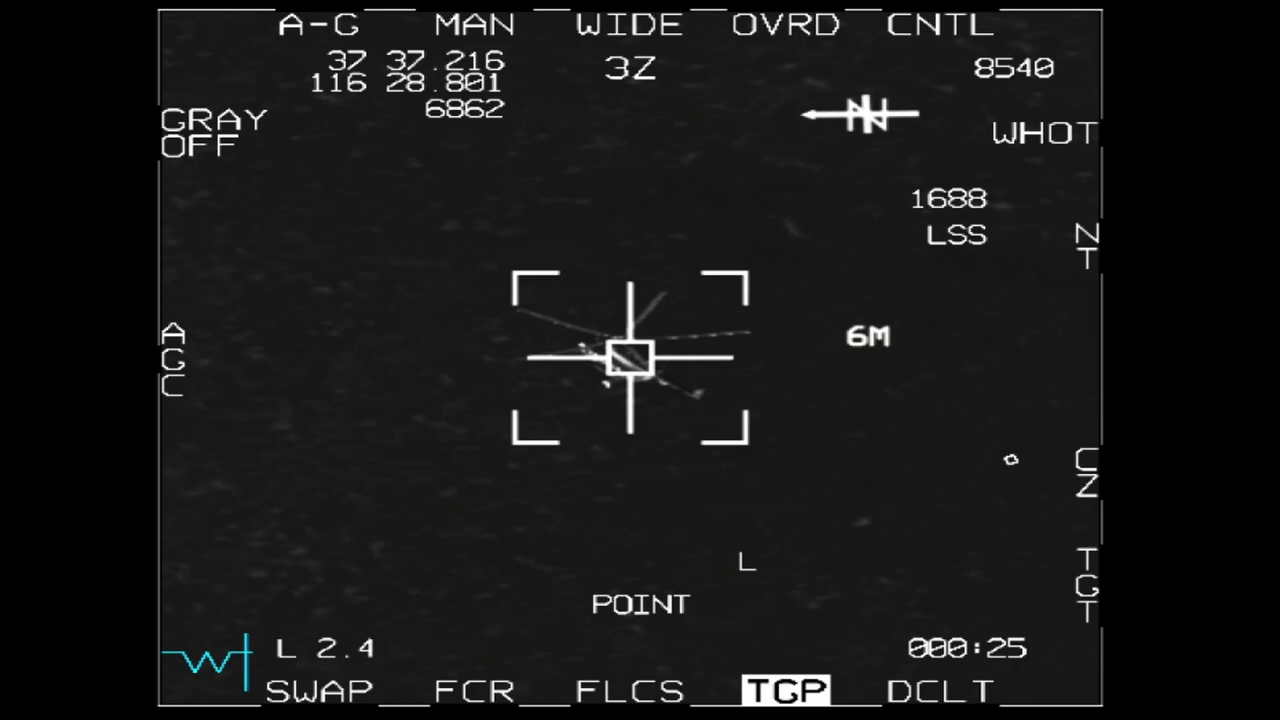 A-G MAN WIDE OVRD CNTL
37 37.216
116 28.801
6862
3Z
8540
N
GRAY
OFF
WHOT
1688
LSS
NT
AGC
6M
CZ
L
TGT
POINT
L 2.4
000:25
SWAP FCR FLCS TGP DCLT